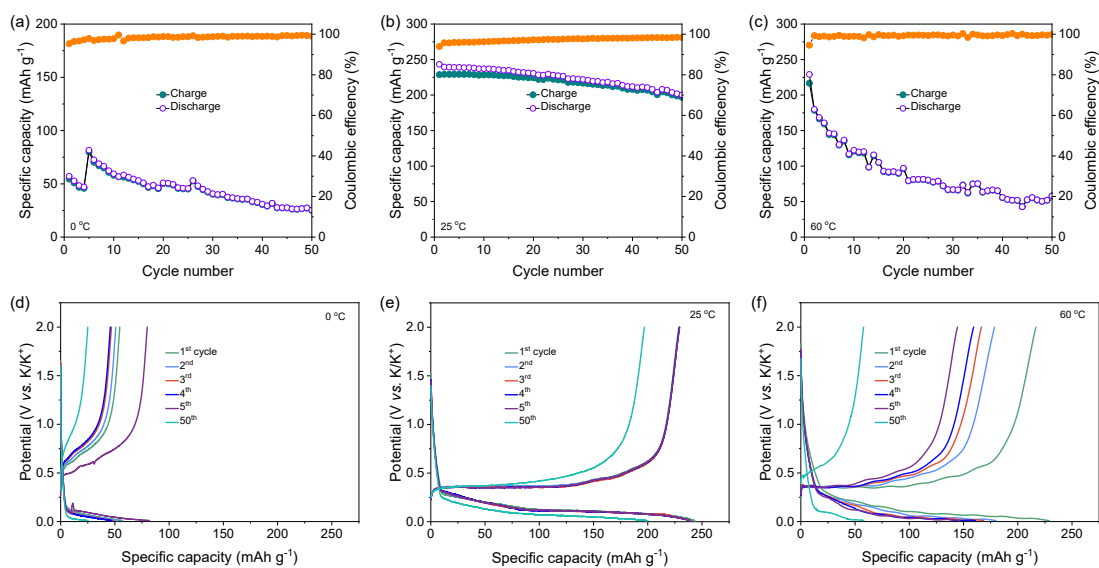 (a)
200
150
100
50
0
Specific capacity (mAh g⁻¹)
Charge
Discharge
0 °C
0 10 20 30 40 50
Cycle number
100
80
60
40
20
0
Coulombic efficency (%)
(b)
300
250
200
150
100
50
0
Specific capacity (mAh g⁻¹)
Charge
Discharge
25 °C
0 10 20 30 40 50
Cycle number
100
80
60
40
20
0
Coulombic efficency (%)
(c)
300
250
200
150
100
50
0
Specific capacity (mAh g⁻¹)
Charge
Discharge
60 °C
0 10 20 30 40 50
Cycle number
100
80
60
40
20
0
Coulombic efficency (%)
(d)
0 °C
2.0
1.5
1.0
0.5
0.0
Potential (V vs. K/K⁺)
1ˢᵗ cycle
2ⁿᵈ
3ʳᵈ
4ᵗʰ
5ᵗʰ
50ᵗʰ
0 50 100 150 200 250
Specific capacity (mAh g⁻¹)
(e)
25 °C
2.0
1.5
1.0
0.5
0.0
Potential (V vs. K/K⁺)
1ˢᵗ cycle
2ⁿᵈ
3ʳᵈ
4ᵗʰ
5ᵗʰ
50ᵗʰ
0 50 100 150 200 250
Specific capacity (mAh g⁻¹)
(f)
60 °C
2.0
1.5
1.0
0.5
0.0
Potential (V vs. K/K⁺)
1ˢᵗ cycle
2ⁿᵈ
3ʳᵈ
4ᵗʰ
5ᵗʰ
50ᵗʰ
0 50 100 150 200 250
Specific capacity (mAh g⁻¹)